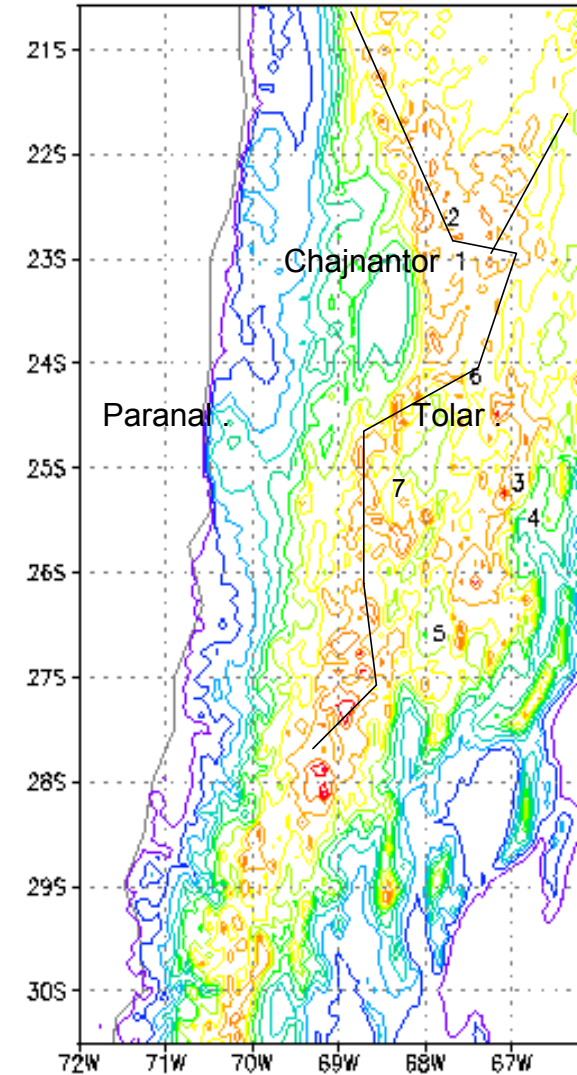 21S
22S
2
23S
Chajnantor 1
24S
6
Paranal .
Tolar .
25S
3
7
4
26S
5
27S
28S
29S
30S
72W 71W 70W 69W 68W 67W